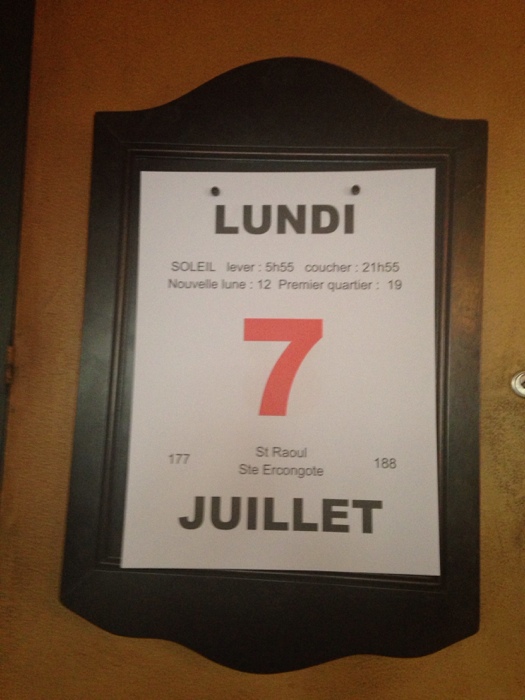 LUNDI
SOLEIL lever : 5h55 coucher : 21h55
Nouvelle lune : 12 Premier quartier : 19
7
St Raoul
177 188
Ste Ercongote
JUILLET